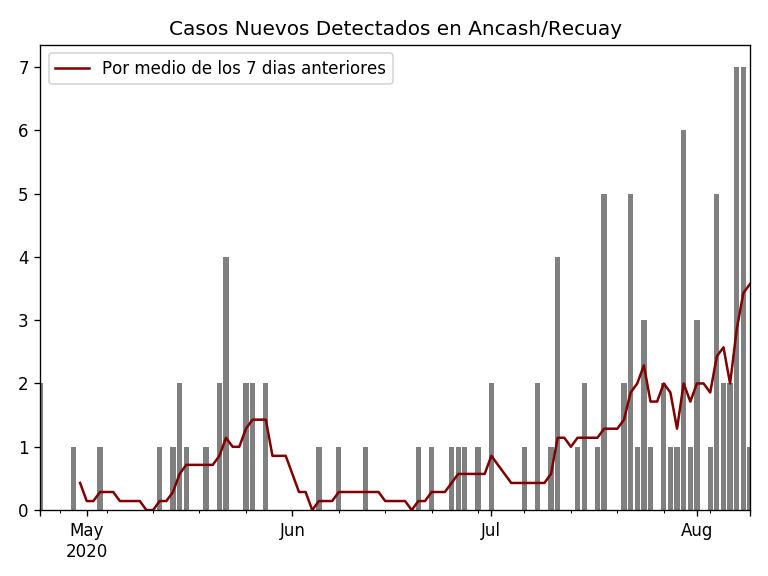 Casos Nuevos Detectados en Ancash/Recuay
Por medio de los 7 dias anteriores
7
6
5
4
3
2
1
0
May
2020
Jun
Jul
Aug